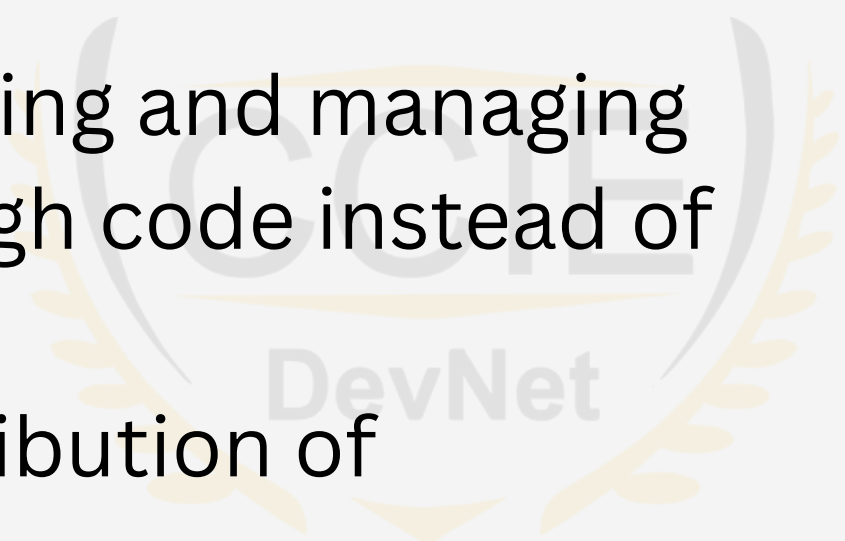 ing and managing
gh code instead of
ibution of
CCIE
DevNet